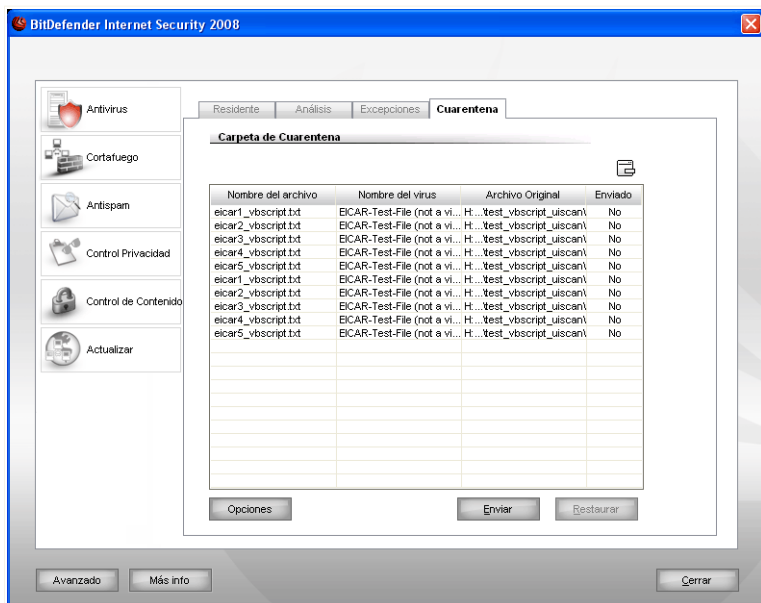 BitDefender Internet Security 2008
Antivirus
Cortafuego
Antispam
Control Privacidad
Control de Contenido
Actualizar
Residente Análisis Excepciones Cuarentena
Carpeta de Cuarentena
Nombre del archivo Nombre del virus Archivo Original Enviado
eicar1_vbscript.txt EICAR-Test-File (not a vi... H:...\test_vbscript_uiscan\ No
eicar2_vbscript.txt EICAR-Test-File (not a vi... H:...\test_vbscript_uiscan\ No
eicar3_vbscript.txt EICAR-Test-File (not a vi... H:...\test_vbscript_uiscan\ No
eicar4_vbscript.txt EICAR-Test-File (not a vi... H:...\test_vbscript_uiscan\ No
eicar5_vbscript.txt EICAR-Test-File (not a vi... H:...\test_vbscript_uiscan\ No
eicar1_vbscript.txt EICAR-Test-File (not a vi... H:...\test_vbscript_uiscan\ No
eicar2_vbscript.txt EICAR-Test-File (not a vi... H:...\test_vbscript_uiscan\ No
eicar3_vbscript.txt EICAR-Test-File (not a vi... H:...\test_vbscript_uiscan\ No
eicar4_vbscript.txt EICAR-Test-File (not a vi... H:...\test_vbscript_uiscan\ No
eicar5_vbscript.txt EICAR-Test-File (not a vi... H:...\test_vbscript_uiscan\ No
Opciones Enviar Restaurar
Avanzado Más info Cerrar